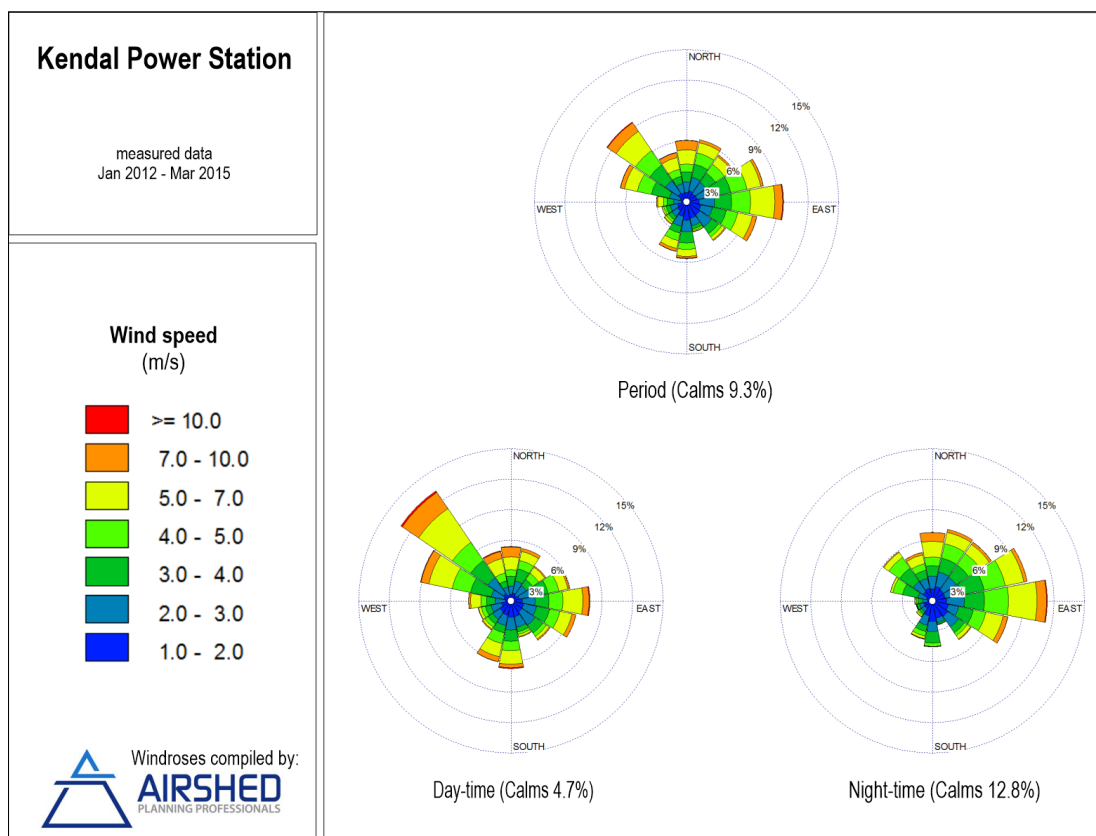 Kendal Power Station
measured data
Jan 2012 - Mar 2015
Wind speed
(m/s)
>= 10.0
7.0 - 10.0
5.0 - 7.0
4.0 - 5.0
3.0 - 4.0
2.0 - 3.0
1.0 - 2.0
Windroses compiled by:
AIRSHED
PLANNING PROFESSIONALS
NORTH
15%
12%
9%
6%
3%
WEST
EAST
SOUTH
Period (Calms 9.3%)
NORTH
15%
12%
9%
6%
3%
WEST
EAST
SOUTH
Day-time (Calms 4.7%)
NORTH
15%
12%
9%
6%
3%
WEST
EAST
SOUTH
Night-time (Calms 12.8%)